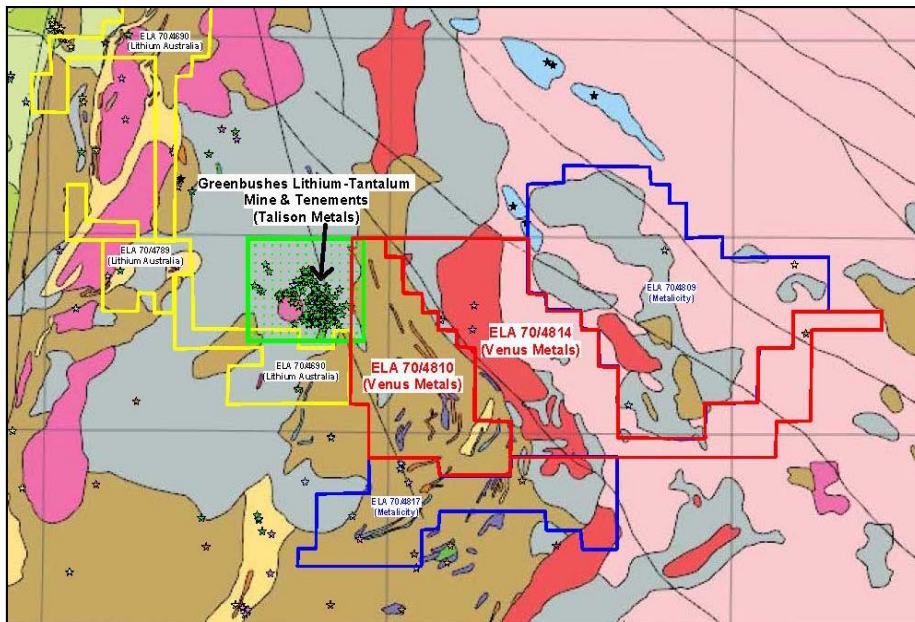 ELA 70/4690
(Lithium Australia)
Greenbushes Lithium-Tantalum
Mine & Tenements
(Talison Metals)
ELA 70/4789
(Lithium Australia)
ELA 70/4809
(Metalicity)
ELA 70/4814
(Venus Metals)
ELA 70/4810
(Venus Metals)
ELA 70/4690
(Lithium Australia)
ELA 70/4817
(Metalicity)